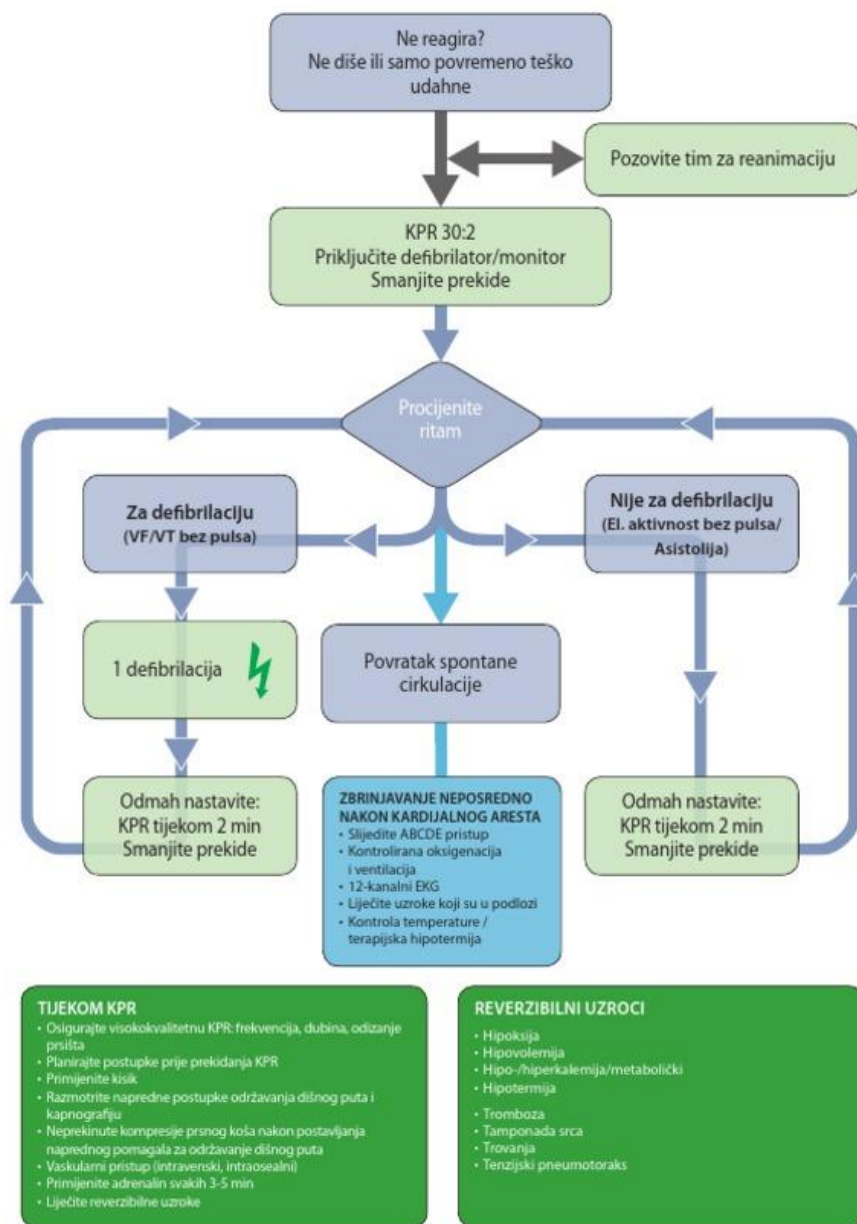 Ne reagira?
Ne diše ili samo povremeno teško
udahne
Pozovite tim za reanimaciju
KPR 30:2
Priključite defibrilator/monitor
Smanjite prekide
Procijenite
ritam
Za defibrilaciju
(VF/VT bez pulsa)
Nije za defibrilaciju
(El. aktivnost bez pulsa/
Asistolija)
1 defibrilacija
Povratak spontane
cirkulacije
Odmah nastavite:
KPR tijekom 2 min
Smanjite prekide
ZBRINJAVANJE NEPOSREDNO
NAKON KARDIJALNOG ARESTA
• Slijedite ABCDE pristup
• Kontrolirana oksigenacija
i ventilacija
• 12-kanalni EKG
• Liječite uzroke koji su u podlozi
• Kontrola temperature /
terapijska hipotermija
Odmah nastavite:
KPR tijekom 2 min
Smanjite prekide
TIJEKOM KPR
• Osigurajte visokokvalitetnu KPR: frekvencija, dubina, odizanje
prsišta
• Planirajte postupke prije prekidanja KPR
• Primijenite kisik
• Razmotrite napredne postupke održavanja dišnog puta i
kapnografiju
• Neprekinute kompresije prsnog koša nakon postavljanja
naprednog pomagala za održavanje dišnog puta
• Vaskularni pristup (intravenski, intraosealni)
• Primijenite adrenalin svakih 3-5 min
• Liječite reverzibilne uzroke
REVERZIBILNI UZROCI
• Hipoksija
• Hipovolemija
• Hipo-/hiperkalemija/metabolički
• Hipotermija
• Tromboza
• Tamponada srca
• Trovanja
• Tenzijski pneumotoraks